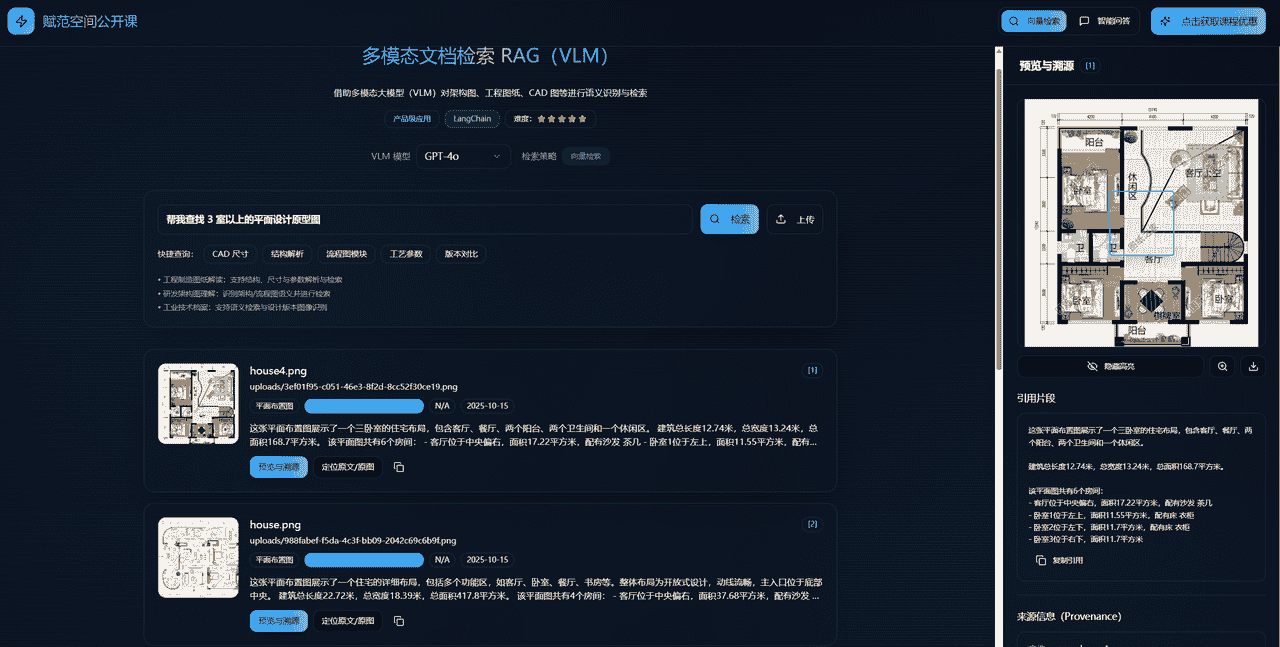 赋范空间公开课
向量检索
智能问答
点击获取课程优惠
多模态文档检索 RAG（VLM）
借助多模态大模型（VLM）对架构图、工程图纸、CAD 图等进行语义识别与检索
产品级应用
LangChain
难度：
VLM 模型
GPT-4o
检索策略
向量检索
帮我查找 3 室以上的平面设计原型图
检索
上传
快捷查询：
CAD 尺寸
结构解析
流程图模块
工艺参数
版本对比
• 工程制造图纸解读：支持结构、尺寸与参数解析与检索
• 研发架构图理解：识别架构/流程图语义并进行检索
• 工业技术档案：支持语义检索与设计版本图像识别
house4.png
[1]
uploads/3ef01f95-c051-46e3-8f2d-8cc52f30ce19.png
平面布置图
N/A
2025-10-15
这张平面布置图展示了一个三卧室的住宅布局，包含客厅、餐厅、两个阳台、两个卫生间和一个休闲区。 建筑总长度12.74米，总宽度13.24米，总
面积168.7平方米。 该平面图共有6个房间： - 客厅位于中央偏右，面积17.22平方米，配有沙发 茶几 - 卧室1位于左上，面积11.55平方米，配有...
预览与溯源
定位原文/原图
house.png
[2]
uploads/988fabef-f5da-4c3f-bb09-2042c69c6b9f.png
平面布置图
N/A
2025-10-15
这张平面布置图展示了一个住宅的详细布局，包括多个功能区，如客厅、卧室、餐厅、书房等。整体布局为开放式设计，动线流畅，主入口位于底部
中央。 建筑总长度22.72米，总宽度18.39米，总面积417.8平方米。 该平面图共有4个房间： - 客厅位于中央偏右，面积37.68平方米，配有沙发 ...
预览与溯源
定位原文/原图
预览与溯源
[1]
阳台
卧室
休闲区
客厅上空
卫
卫
客厅
卧室
棋牌室
卧室
阳台
隐藏高亮
引用片段
这张平面布置图展示了一个三卧室的住宅布局，包含客厅、餐厅、两
个阳台、两个卫生间和一个休闲区。
建筑总长度12.74米，总宽度13.24米，总面积168.7平方米。
该平面图共有6个房间：
- 客厅位于中央偏右，面积17.22平方米，配有沙发 茶几
- 卧室1位于左上，面积11.55平方米，配有床 衣柜
- 卧室2位于左下，面积11.7平方米，配有床 衣柜
- 卧室3位于右下，面积11.7平方米
复制引用
来源信息（Provenance）